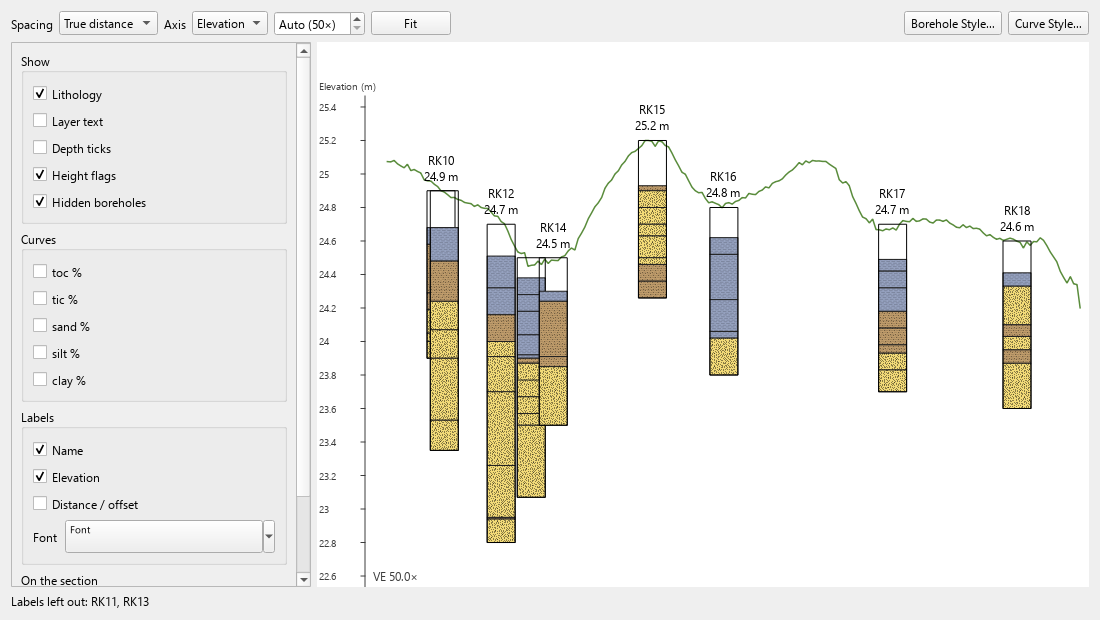 Spacing True distance Axis Elevation Auto (50×) Fit Borehole Style... Curve Style...
Show
Lithology
Layer text
Depth ticks
Height flags
Hidden boreholes
Curves
toc %
tic %
sand %
silt %
clay %
Labels
Name
Elevation
Distance / offset
Font Font
On the section
Elevation (m)
25.4
25.2
25
24.8
24.6
24.4
24.2
24
23.8
23.6
23.4
23.2
23
22.8
22.6
RK10
24.9 m
RK12
24.7 m
RK14
24.5 m
RK15
25.2 m
RK16
24.8 m
RK17
24.7 m
RK18
24.6 m
VE 50.0×
Labels left out: RK11, RK13